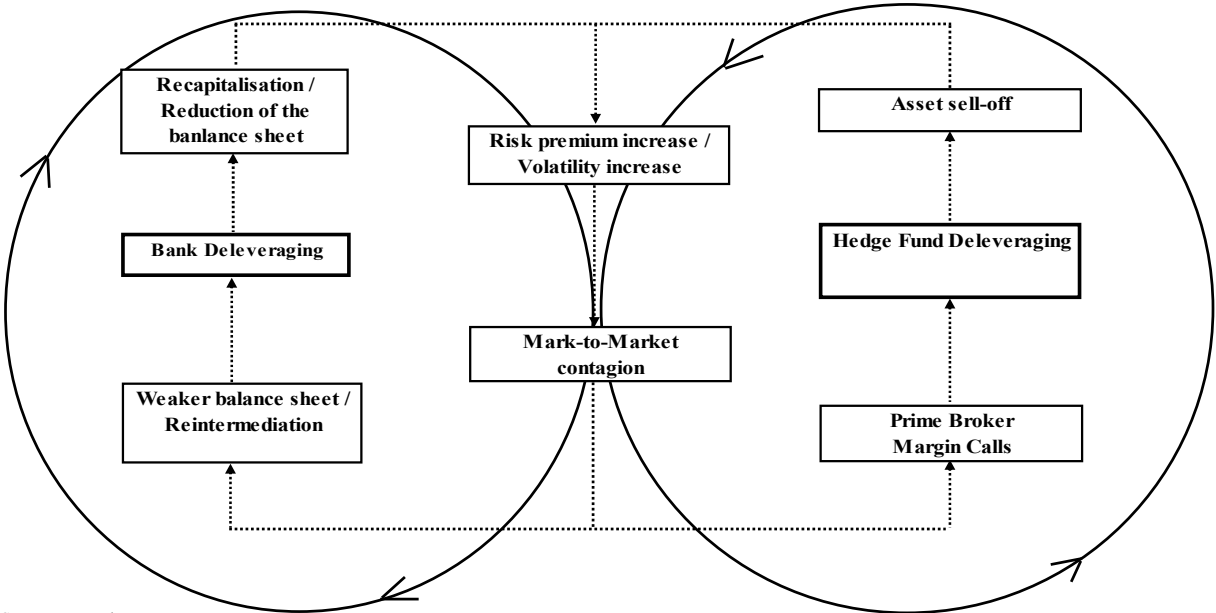 Recapitalisation /
Reduction of the
banlance sheet
Bank Deleveraging
Weaker balance sheet /
Reintermediation
Risk premium increase /
Volatility increase
Mark-to-Market
contagion
Asset sell-off
Hedge Fund Deleveraging
Prime Broker
Margin Calls